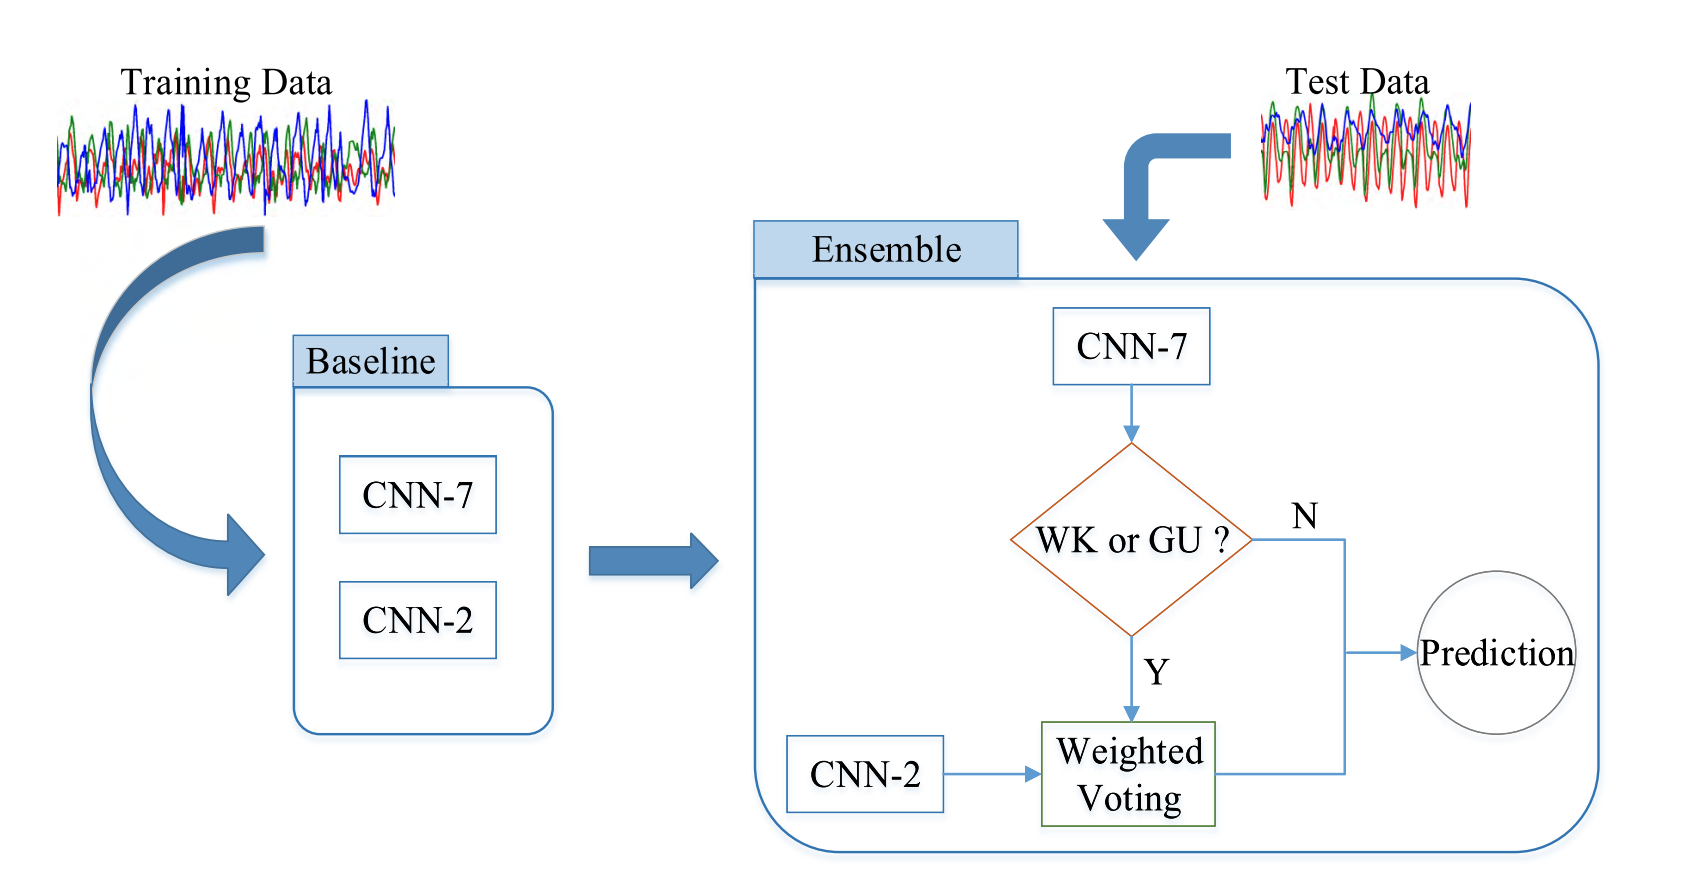 Training Data
Test Data
Baseline
CNN-7
CNN-2
Ensemble
CNN-7
WK or GU ?
N
Y
CNN-2
Weighted
Voting
Prediction